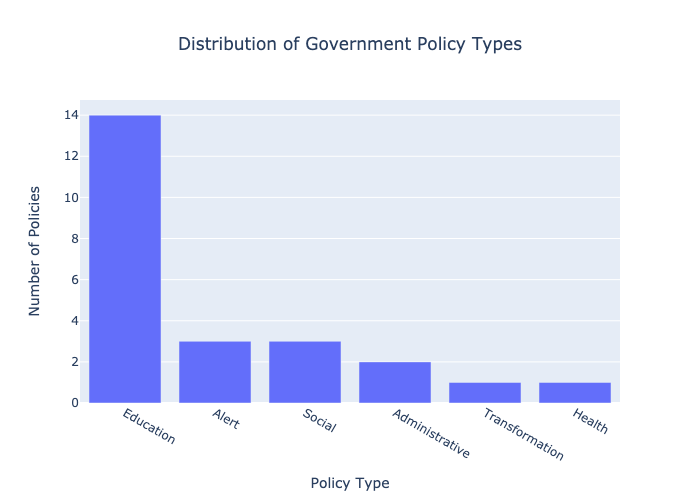 Distribution of Government Policy Types
Number of Policies
14
12
10
8
6
4
2
0
Education
Alert
Social
Administrative
Transformation
Health
Policy Type